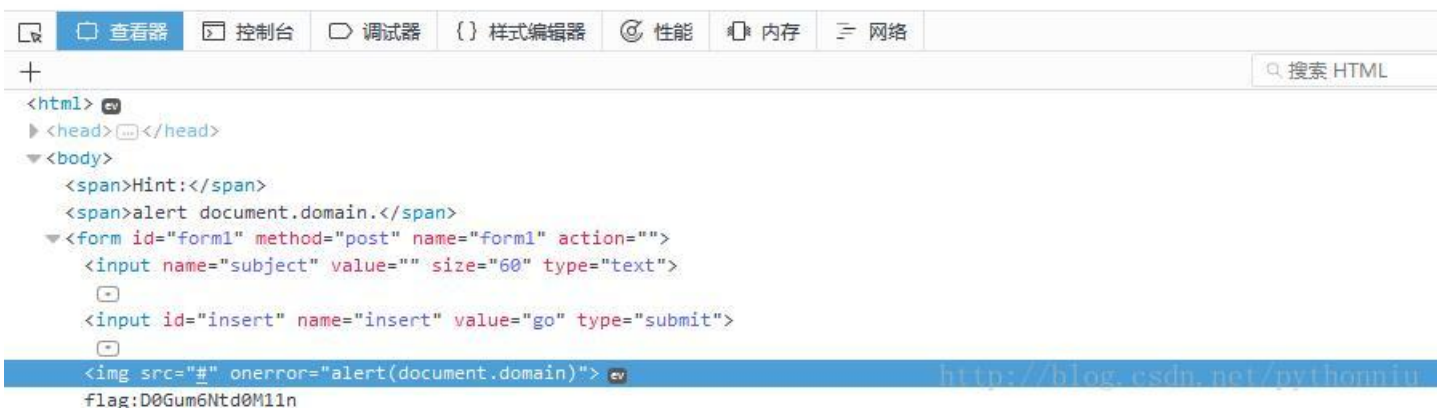 查看器 控制台 调试器 {} 样式编辑器 性能 内存 网络
+ 搜索 HTML
<html> ev
<head>...</head>
<body>
<span>Hint:</span>
<span>alert document.domain.</span>
<form id="form1" method="post" name="form1" action="">
<input name="subject" value="" size="60" type="text">
<input id="insert" name="insert" value="go" type="submit">
<img src="#" onerror="alert(document.domain)"> ev
http://blog.csdn.net/pythonniu
flag:D0Gum6Ntd0M11n